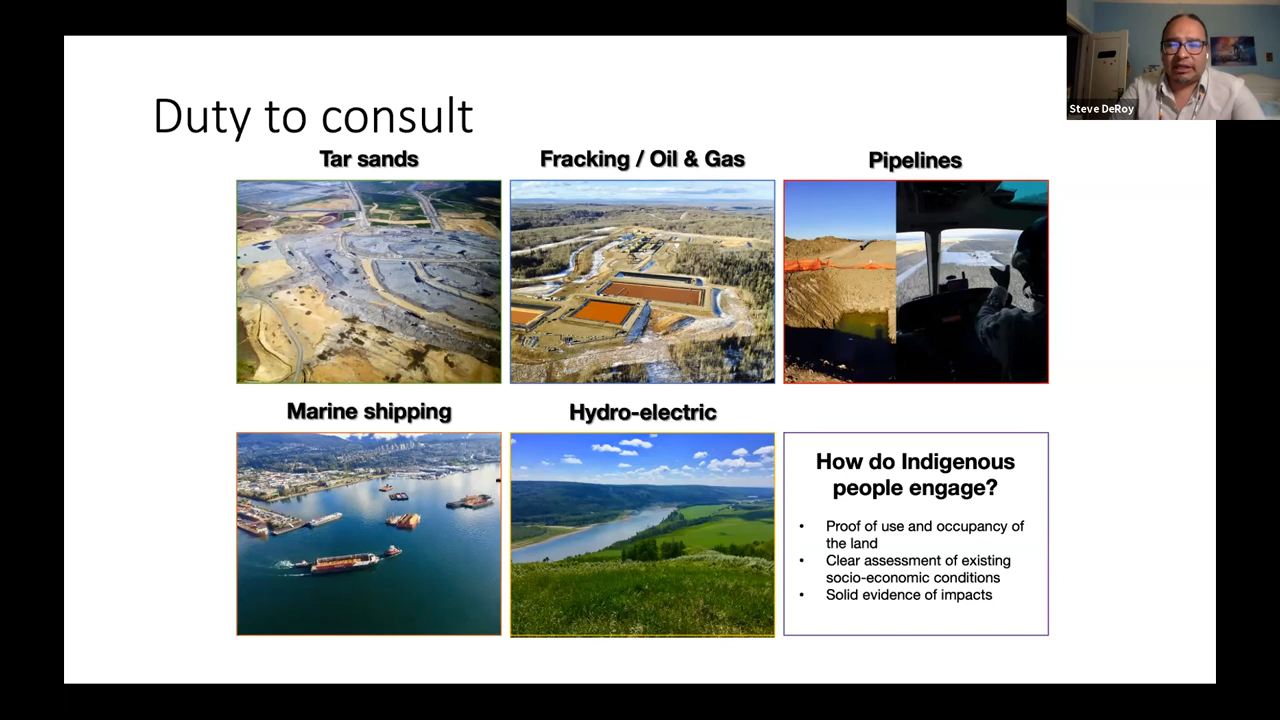 Steve DeRoy
Duty to consult
Tar sands
Fracking / Oil & Gas
Pipelines
Marine shipping
Hydro-electric
How do Indigenous
people engage?
• Proof of use and occupancy of
the land
• Clear assessment of existing
socio-economic conditions
• Solid evidence of impacts